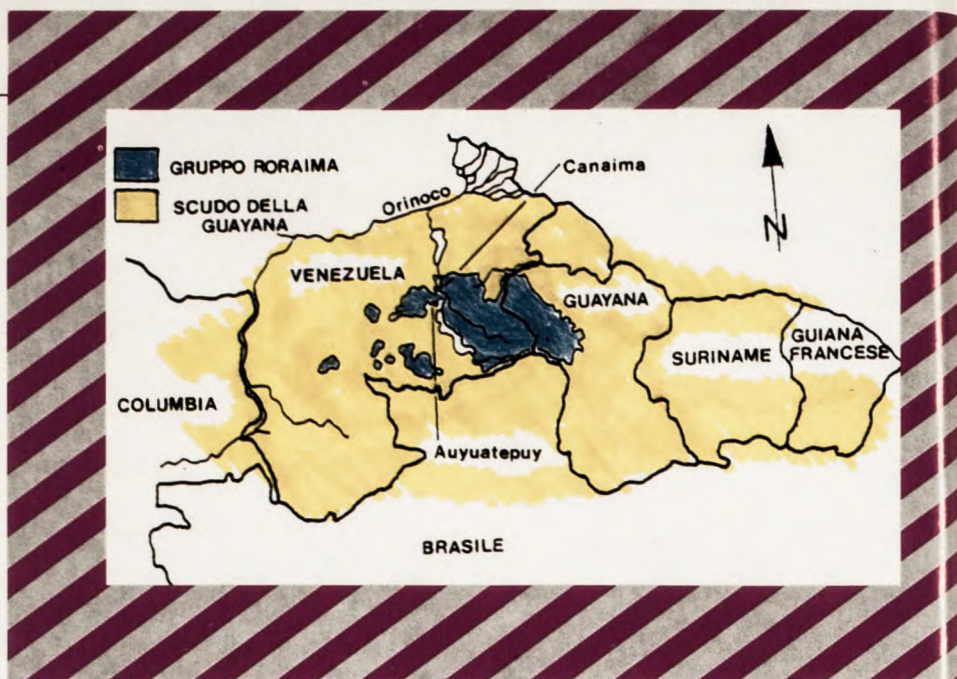 GRUPPO RORAIMA
SCUDO DELLA
GUAYANA
Orinoco
Canaima
N
VENEZUELA
GUAYANA
SURINAME
GUIANA
FRANCESE
COLUMBIA
Auyuatepuy
BRASILE